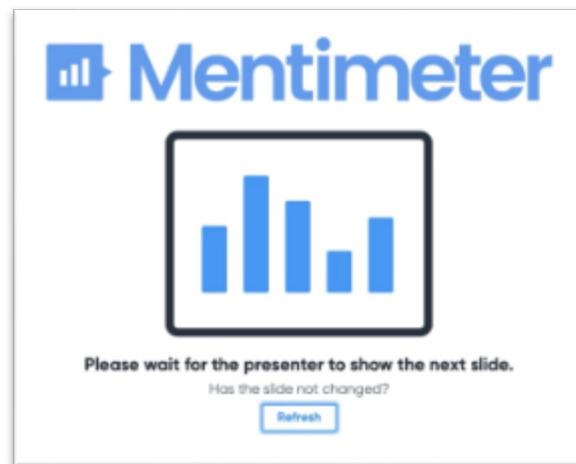 Mentimeter
Please wait for the presenter to show the next slide.
Has the slide not changed?
Refresh